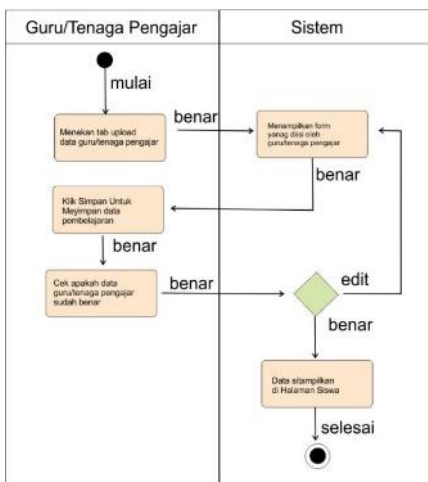 Guru/Tenaga Pengajar
Sistem
mulai
Menekan tab upload
data guru/tenaga pengajar
benar
Menampilkan form
yanag diisi oleh
guru/tenaga pengajar
benar
Klik Simpan Untuk
Meyimpan data
pembelajaran
benar
Cek apakah data
guru/tenaga pengajar
sudah benar
benar
edit
benar
Data sitampilkan
di Halaman Siswa
selesai